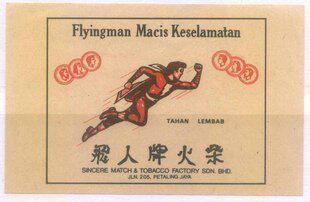 Flyingman Macis Keselamatan
TAHAN LEMBAB
飛人牌火柴
SINCERE MATCH & TOBACCO FACTORY SDN. BHD.
JLN. 205, PETALING JAYA